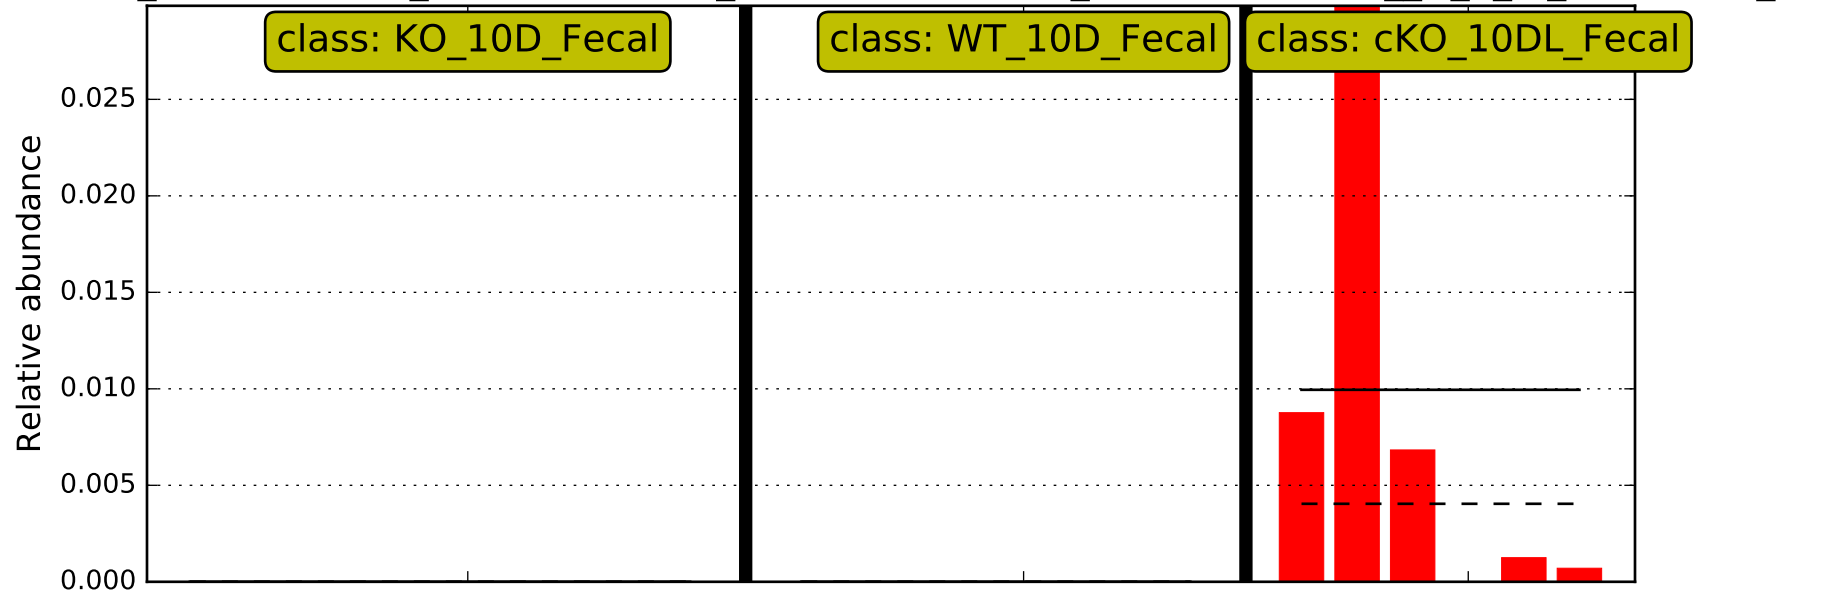 class: KO_10D_Fecal
class: WT_10D_Fecal
class: cKO_10DL_Fecal
Relative abundance
0.025
0.020
0.015
0.010
0.005
0.000